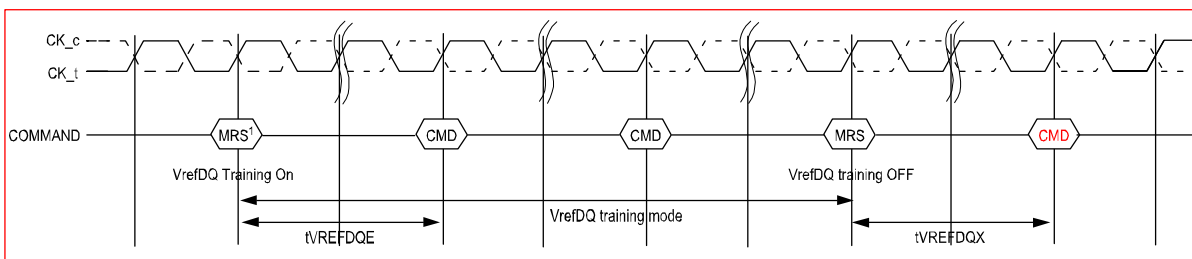 CK_c
CK_t
COMMAND MRS¹ CMD CMD MRS CMD
VrefDQ Training On VrefDQ training OFF
VrefDQ training mode
tVREFDQE tVREFDQX